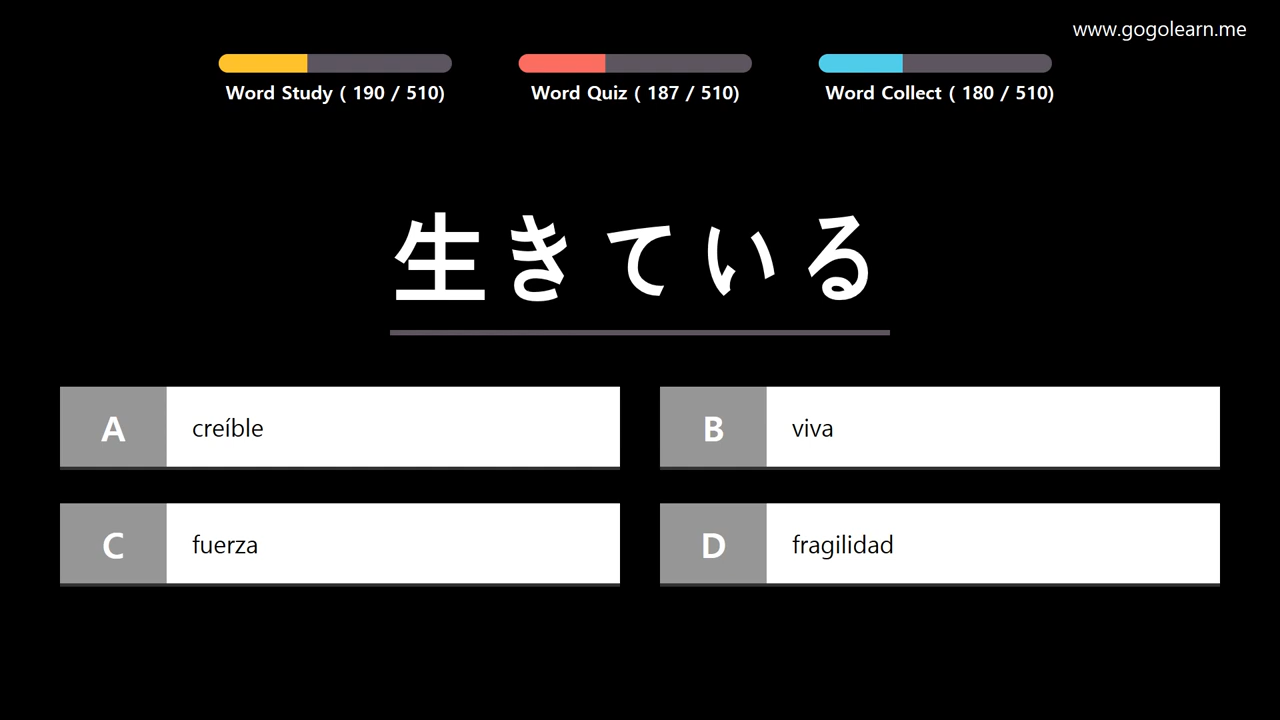 www.gogolearn.me
Word Study ( 190 / 510)
Word Quiz ( 187 / 510)
Word Collect ( 180 / 510)
生きている
A creíble
B viva
C fuerza
D fragilidad